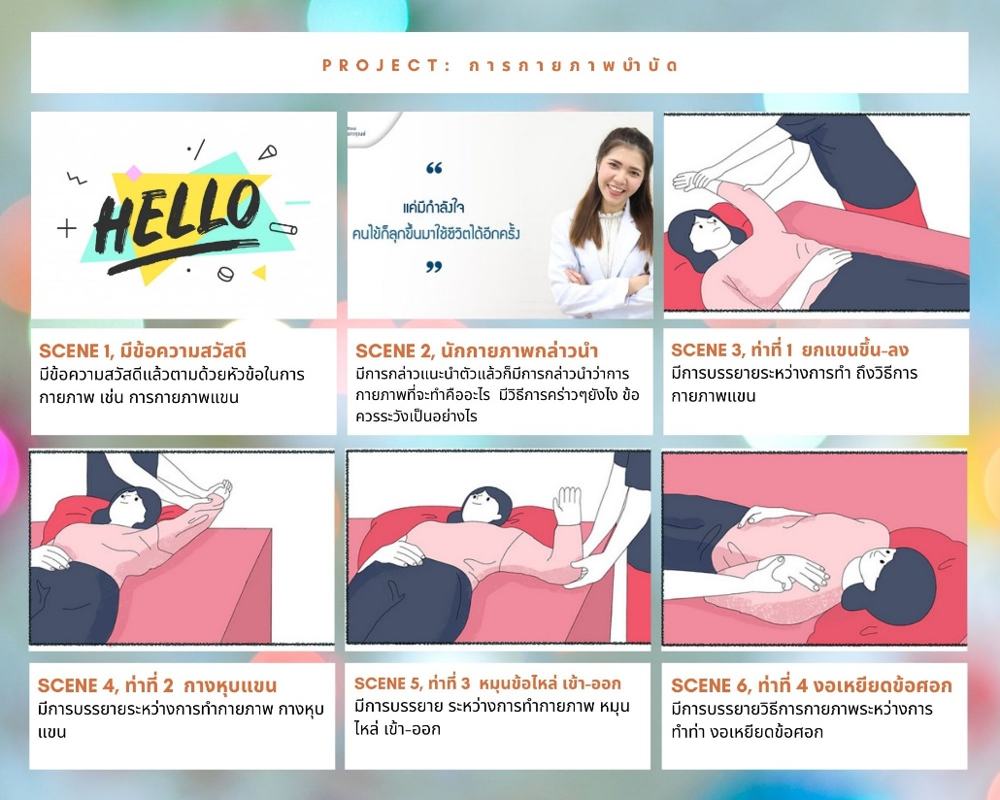 PROJECT: การกายภาพบำบัด
HELLO
“
แค่มีกำลังใจ
คนไข้ก็ลุกขึ้นมาใช้ชีวิตได้อีกครั้ง
”
SCENE 1, มีข้อความสวัสดี
มีข้อความสวัสดีแล้วตามด้วยหัวข้อในการ
กายภาพ เช่น การกายภาพแขน
SCENE 2, นักกายภาพกล่าวนำ
มีการกล่าวแนะนำตัวแล้วก็มีการกล่าวนำว่าการ
กายภาพที่จะทำคืออะไร มีวิธีการคร่าวๆยังไง ข้อ
ควรระวังเป็นอย่างไร
SCENE 3, ท่าที่ 1 ยกแขนขึ้น-ลง
มีการบรรยายระหว่างการทำ ถึงวิธีการ
กายภาพแขน
SCENE 4, ท่าที่ 2 กางหุบแขน
มีการบรรยายระหว่างการทำกายภาพ กางหุบ
แขน
SCENE 5, ท่าที่ 3 หมุนข้อไหล่ เข้า-ออก
มีการบรรยาย ระหว่างการทำกายภาพ หมุน
ไหล่ เข้า-ออก
SCENE 6, ท่าที่ 4 งอเหยียดข้อศอก
มีการบรรยายวิธีการกายภาพระหว่างการ
ทำท่า งอเหยียดข้อศอก